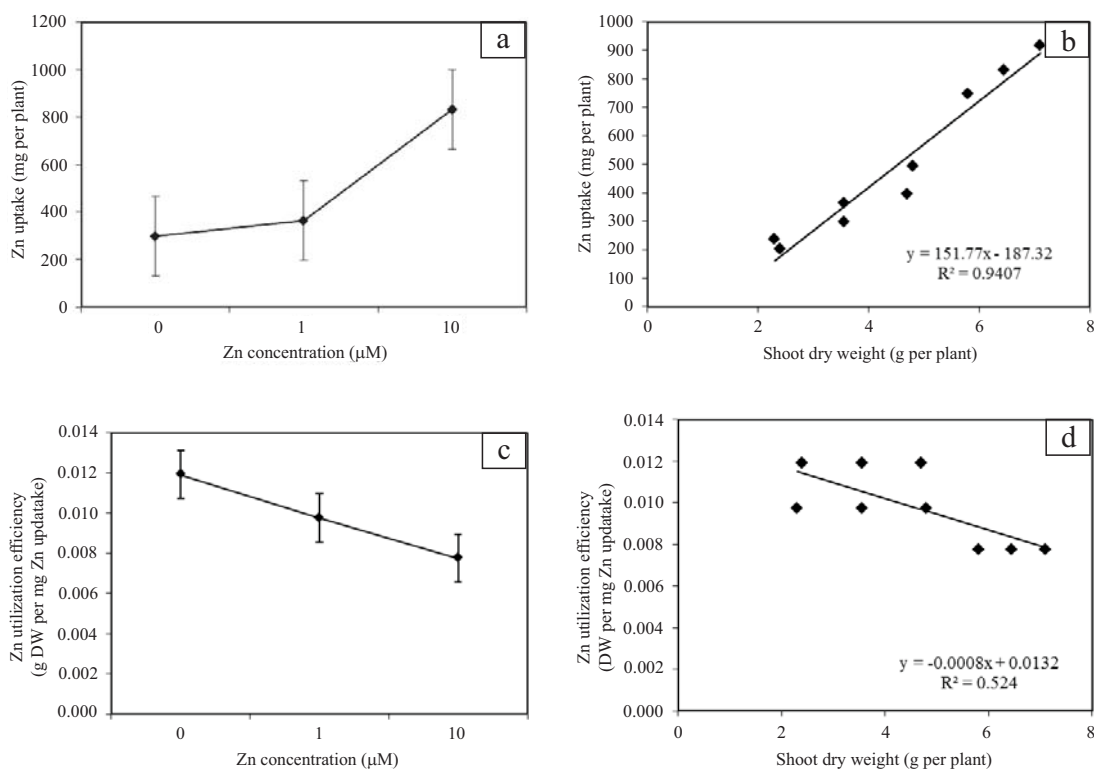 a
1200
1000
800
600
400
200
0
Zn uptake (mg per plant)
0 1 10
Zn concentration (μM)
b
1000
900
800
700
600
500
400
300
200
100
0
Zn uptake (mg per plant)
y = 151.77x - 187.32
R² = 0.9407
0 2 4 6 8
Shoot dry weight (g per plant)
c
0.014
0.012
0.010
0.008
0.006
0.004
0.002
0.000
Zn utilization efficiency
(g DW per mg Zn updatake)
0 1 10
Zn concentration (μM)
d
0.014
0.012
0.010
0.008
0.006
0.004
0.002
0.000
Zn utilization efficiency
(DW per mg Zn updatake)
y = -0.0008x + 0.0132
R² = 0.524
0 2 4 6 8
Shoot dry weight (g per plant)